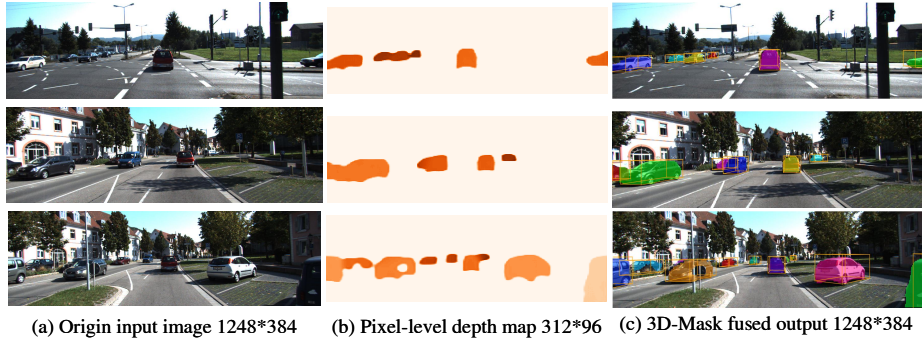 (a) Origin input image 1248*384
(b) Pixel-level depth map 312*96
(c) 3D-Mask fused output 1248*384